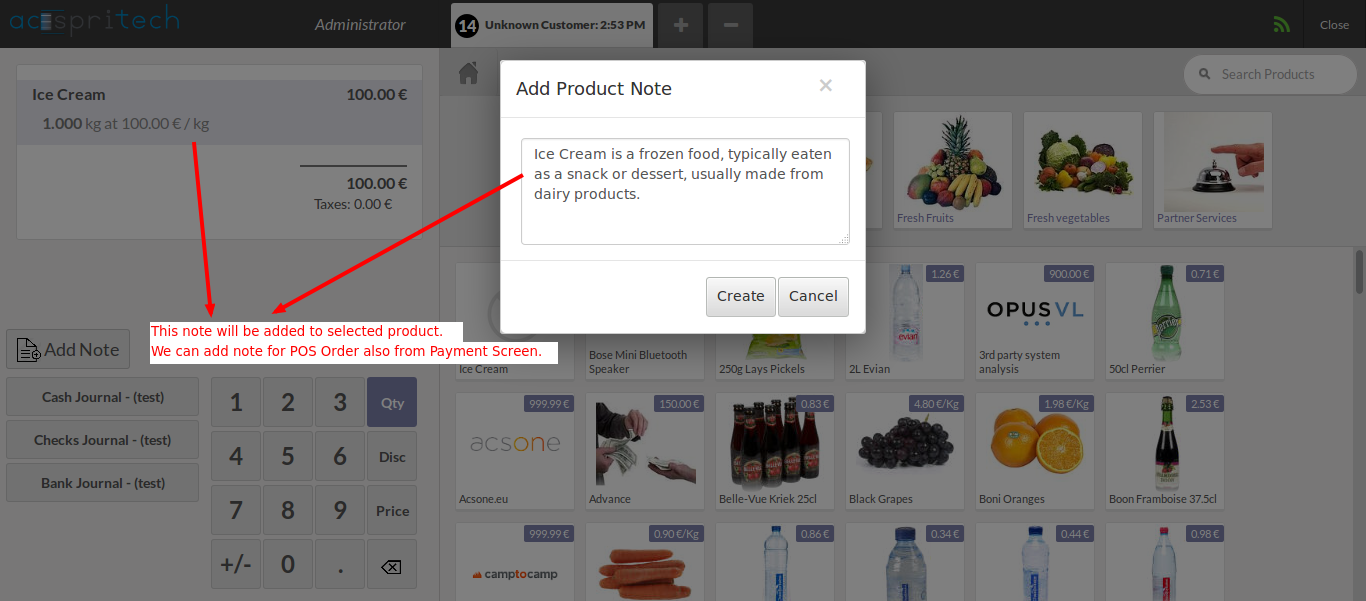 acespritech
Administrator
14 Unknown Customer: 2:53 PM
+
−
Close
Ice Cream 100.00 €
1.000 kg at 100.00 € / kg
100.00 €
Taxes: 0.00 €
Search Products
Add Product Note ×
Ice Cream is a frozen food, typically eaten
as a snack or dessert, usually made from
dairy products.
Create Cancel
Fresh Fruits
Fresh vegetables
Partner Services
This note will be added to selected product.
We can add note for POS Order also from Payment Screen.
Add Note
Cash Journal - (test)
Checks Journal - (test)
Bank Journal - (test)
1 2 3 Qty
4 5 6 Disc
7 8 9 Price
+/- 0 .
Ice Cream
Bose Mini Bluetooth
Speaker
250g Lays Pickels
1.26 €
evian
2L Evian
900.00 €
OPUS VL
3rd party system
analysis
0.71 €
Perrier
50cl Perrier
999.99 €
acsone
Acsone.eu
150.00 €
Advance
0.83 €
Belle-Vue Kriek 25cl
4.80 €/Kg
Black Grapes
1.98 €/Kg
Boni Oranges
2.53 €
Boon Framboise 37.5cl
999.99 €
camptocamp
0.90 €/Kg
0.86 €
0.34 €
0.44 €
0.98 €